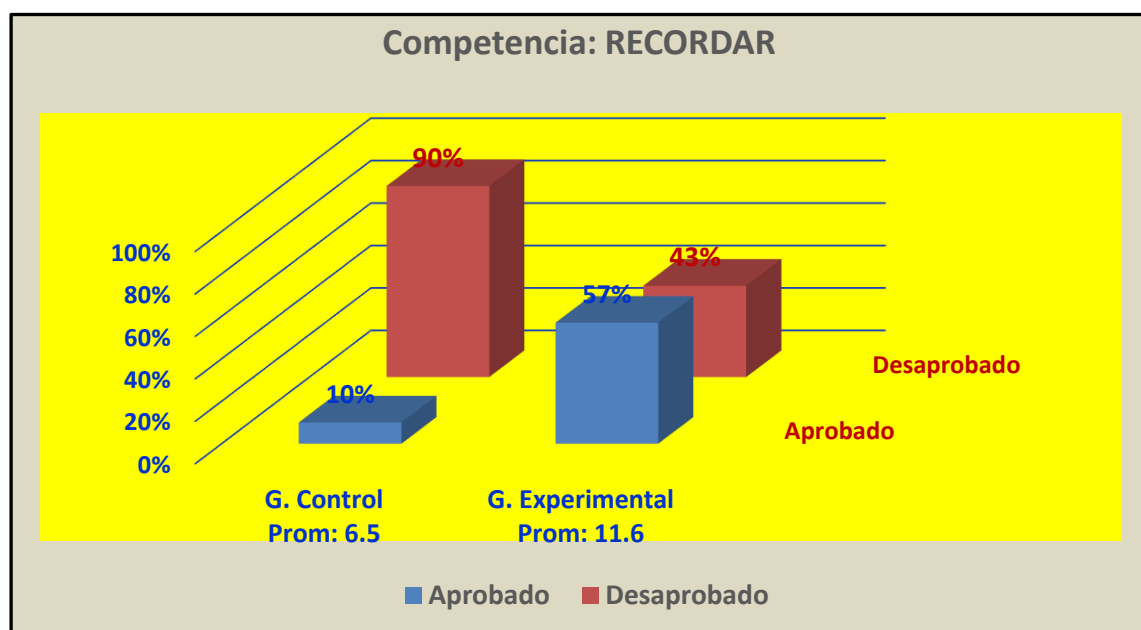 Competencia: RECORDAR
90%
100%
43%
80%
57%
60%
Desaprobado
40%
10%
20%
Aprobado
0%
G. Control
Prom: 6.5
G. Experimental
Prom: 11.6
Aprobado
Desaprobado